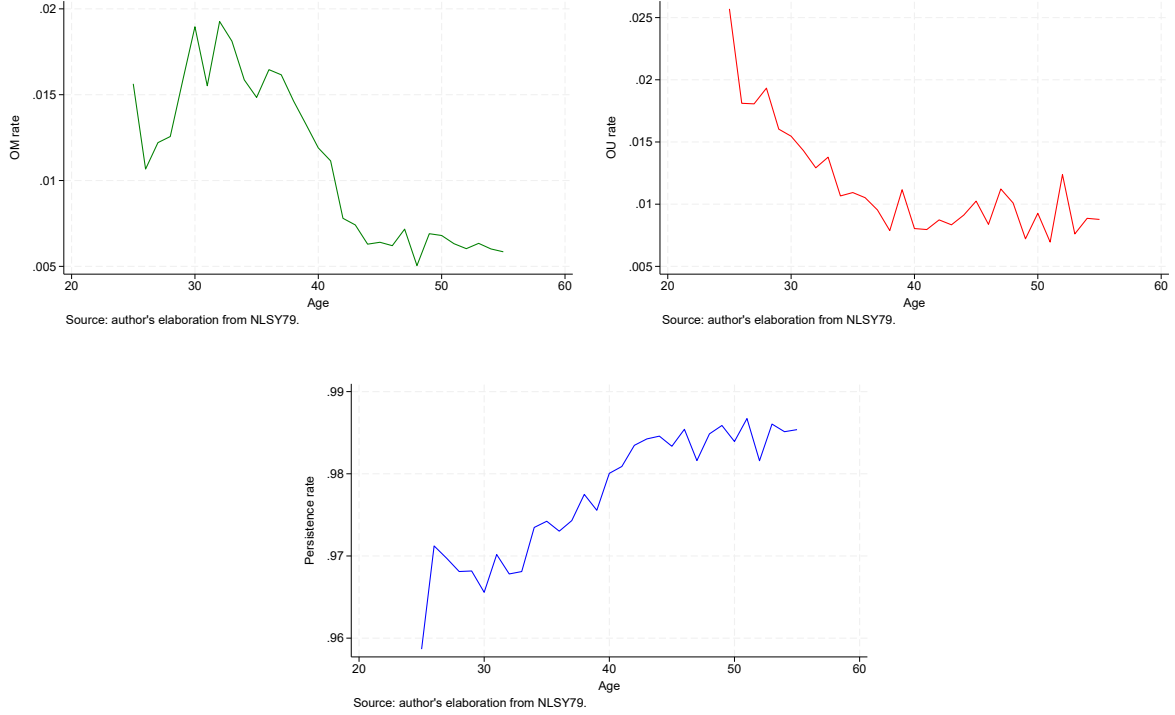 .02
.015
.01
.005
OM rate
20 30 40 50 60
Age
Source: author's elaboration from NLSY79.
.025
.02
.015
.01
.005
OU rate
20 30 40 50 60
Age
Source: author's elaboration from NLSY79.
.99
.98
.97
.96
Persistence rate
20 30 40 50 60
Age
Source: author's elaboration from NLSY79.